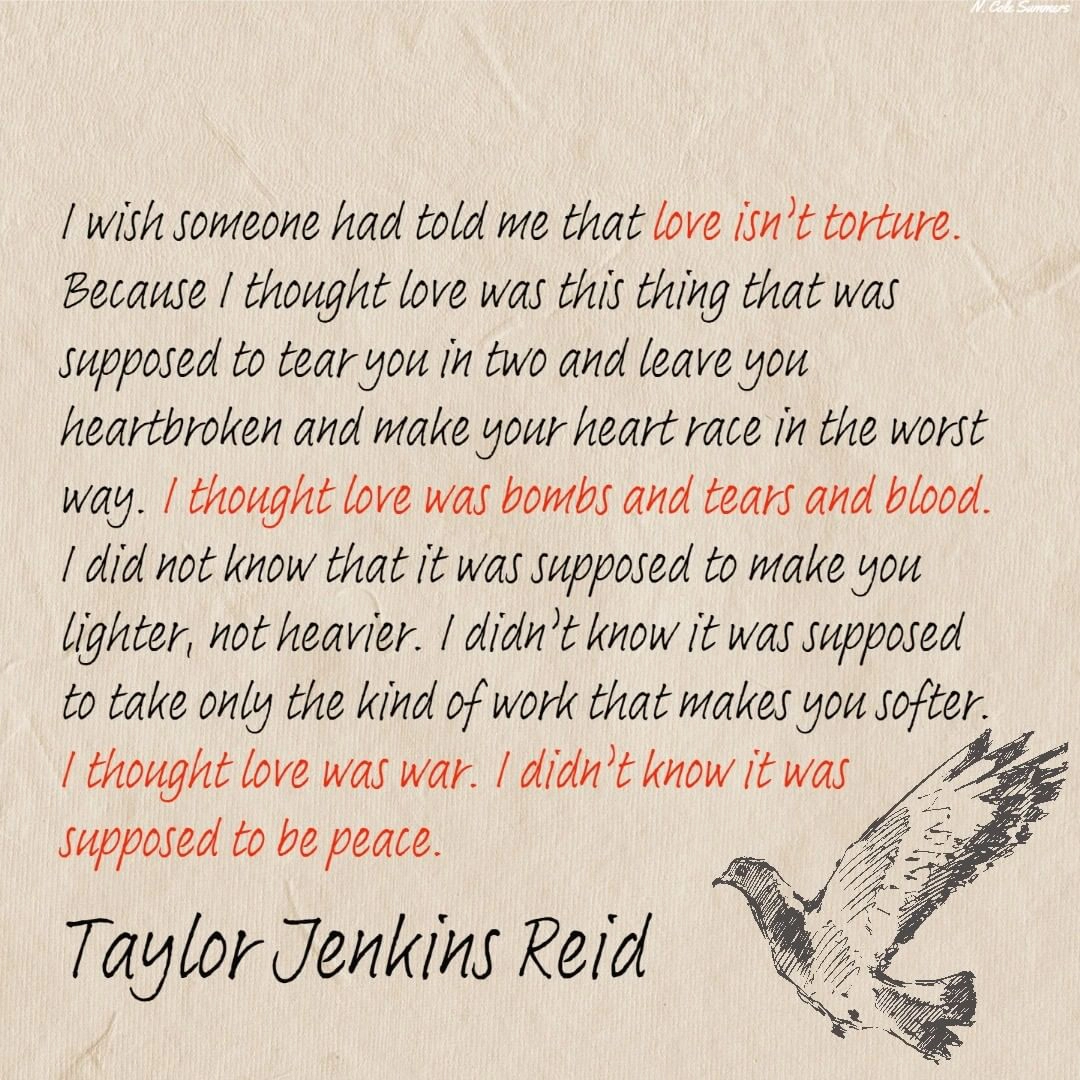 N. Cole Summers
I wish someone had told me that love isn't torture.
Because I thought love was this thing that was
supposed to tear you in two and leave you
heartbroken and make your heart race in the worst
way. I thought love was bombs and tears and blood.
I did not know that it was supposed to make you
lighter, not heavier. I didn't know it was supposed
to take only the kind of work that makes you softer.
I thought love was war. I didn't know it was
supposed to be peace.
Taylor Jenkins Reid